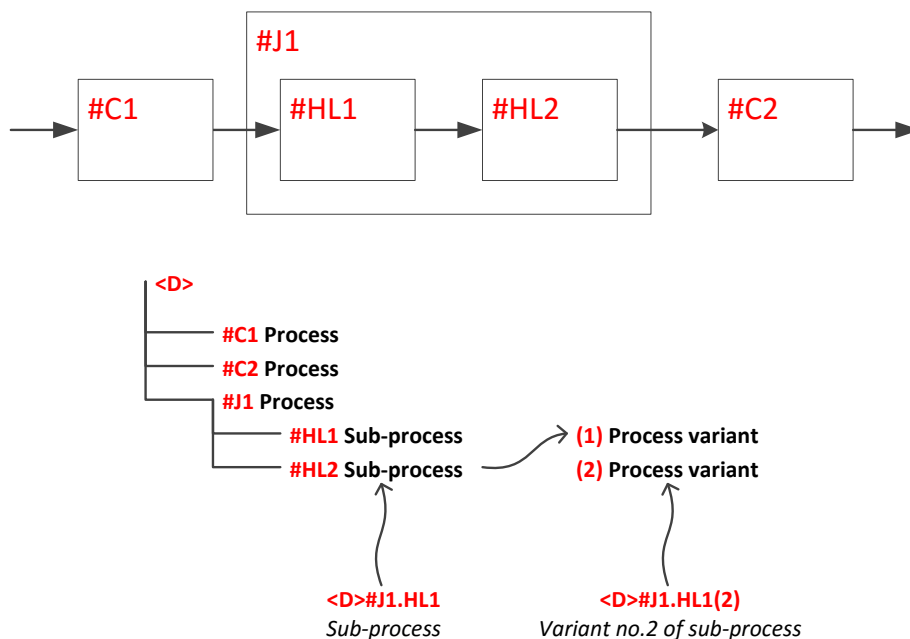 #J1
#C1
#HL1
#HL2
#C2
<D>
#C1 Process
#C2 Process
#J1 Process
#HL1 Sub-process
(1) Process variant
#HL2 Sub-process
(2) Process variant
<D>#J1.HL1
<D>#J1.HL1(2)
Sub-process
Variant no.2 of sub-process